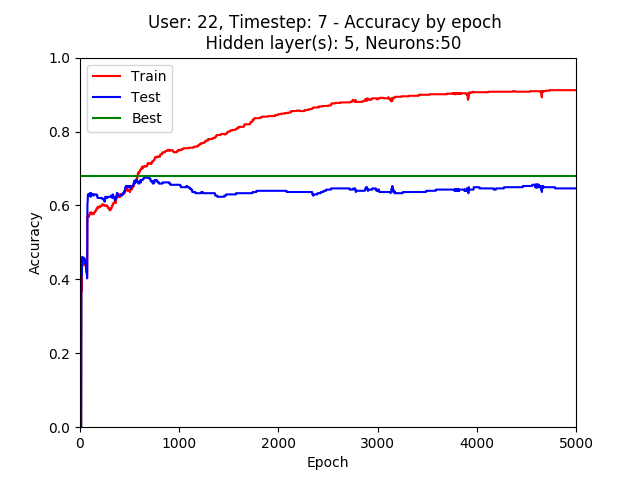 User: 22, Timestep: 7 - Accuracy by epoch
Hidden layer(s): 5, Neurons:50
Train
Test
Best
1.0
0.8
0.6
0.4
0.2
0.0
Accuracy
0
1000
2000
3000
4000
5000
Epoch